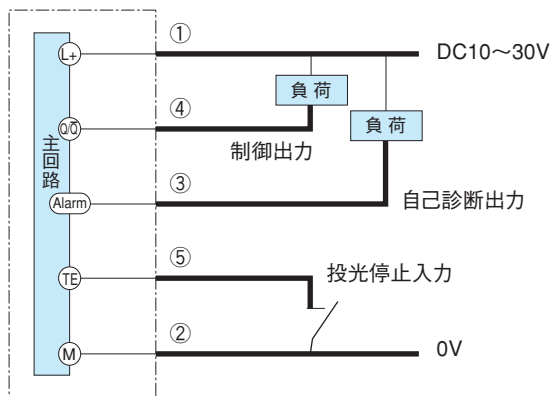 ①
L+
DC10～30V
負荷
④
Q/Q̅
負荷
制御出力
主回路
③
Alarm
自己診断出力
⑤
TE
投光停止入力
②
M
0V